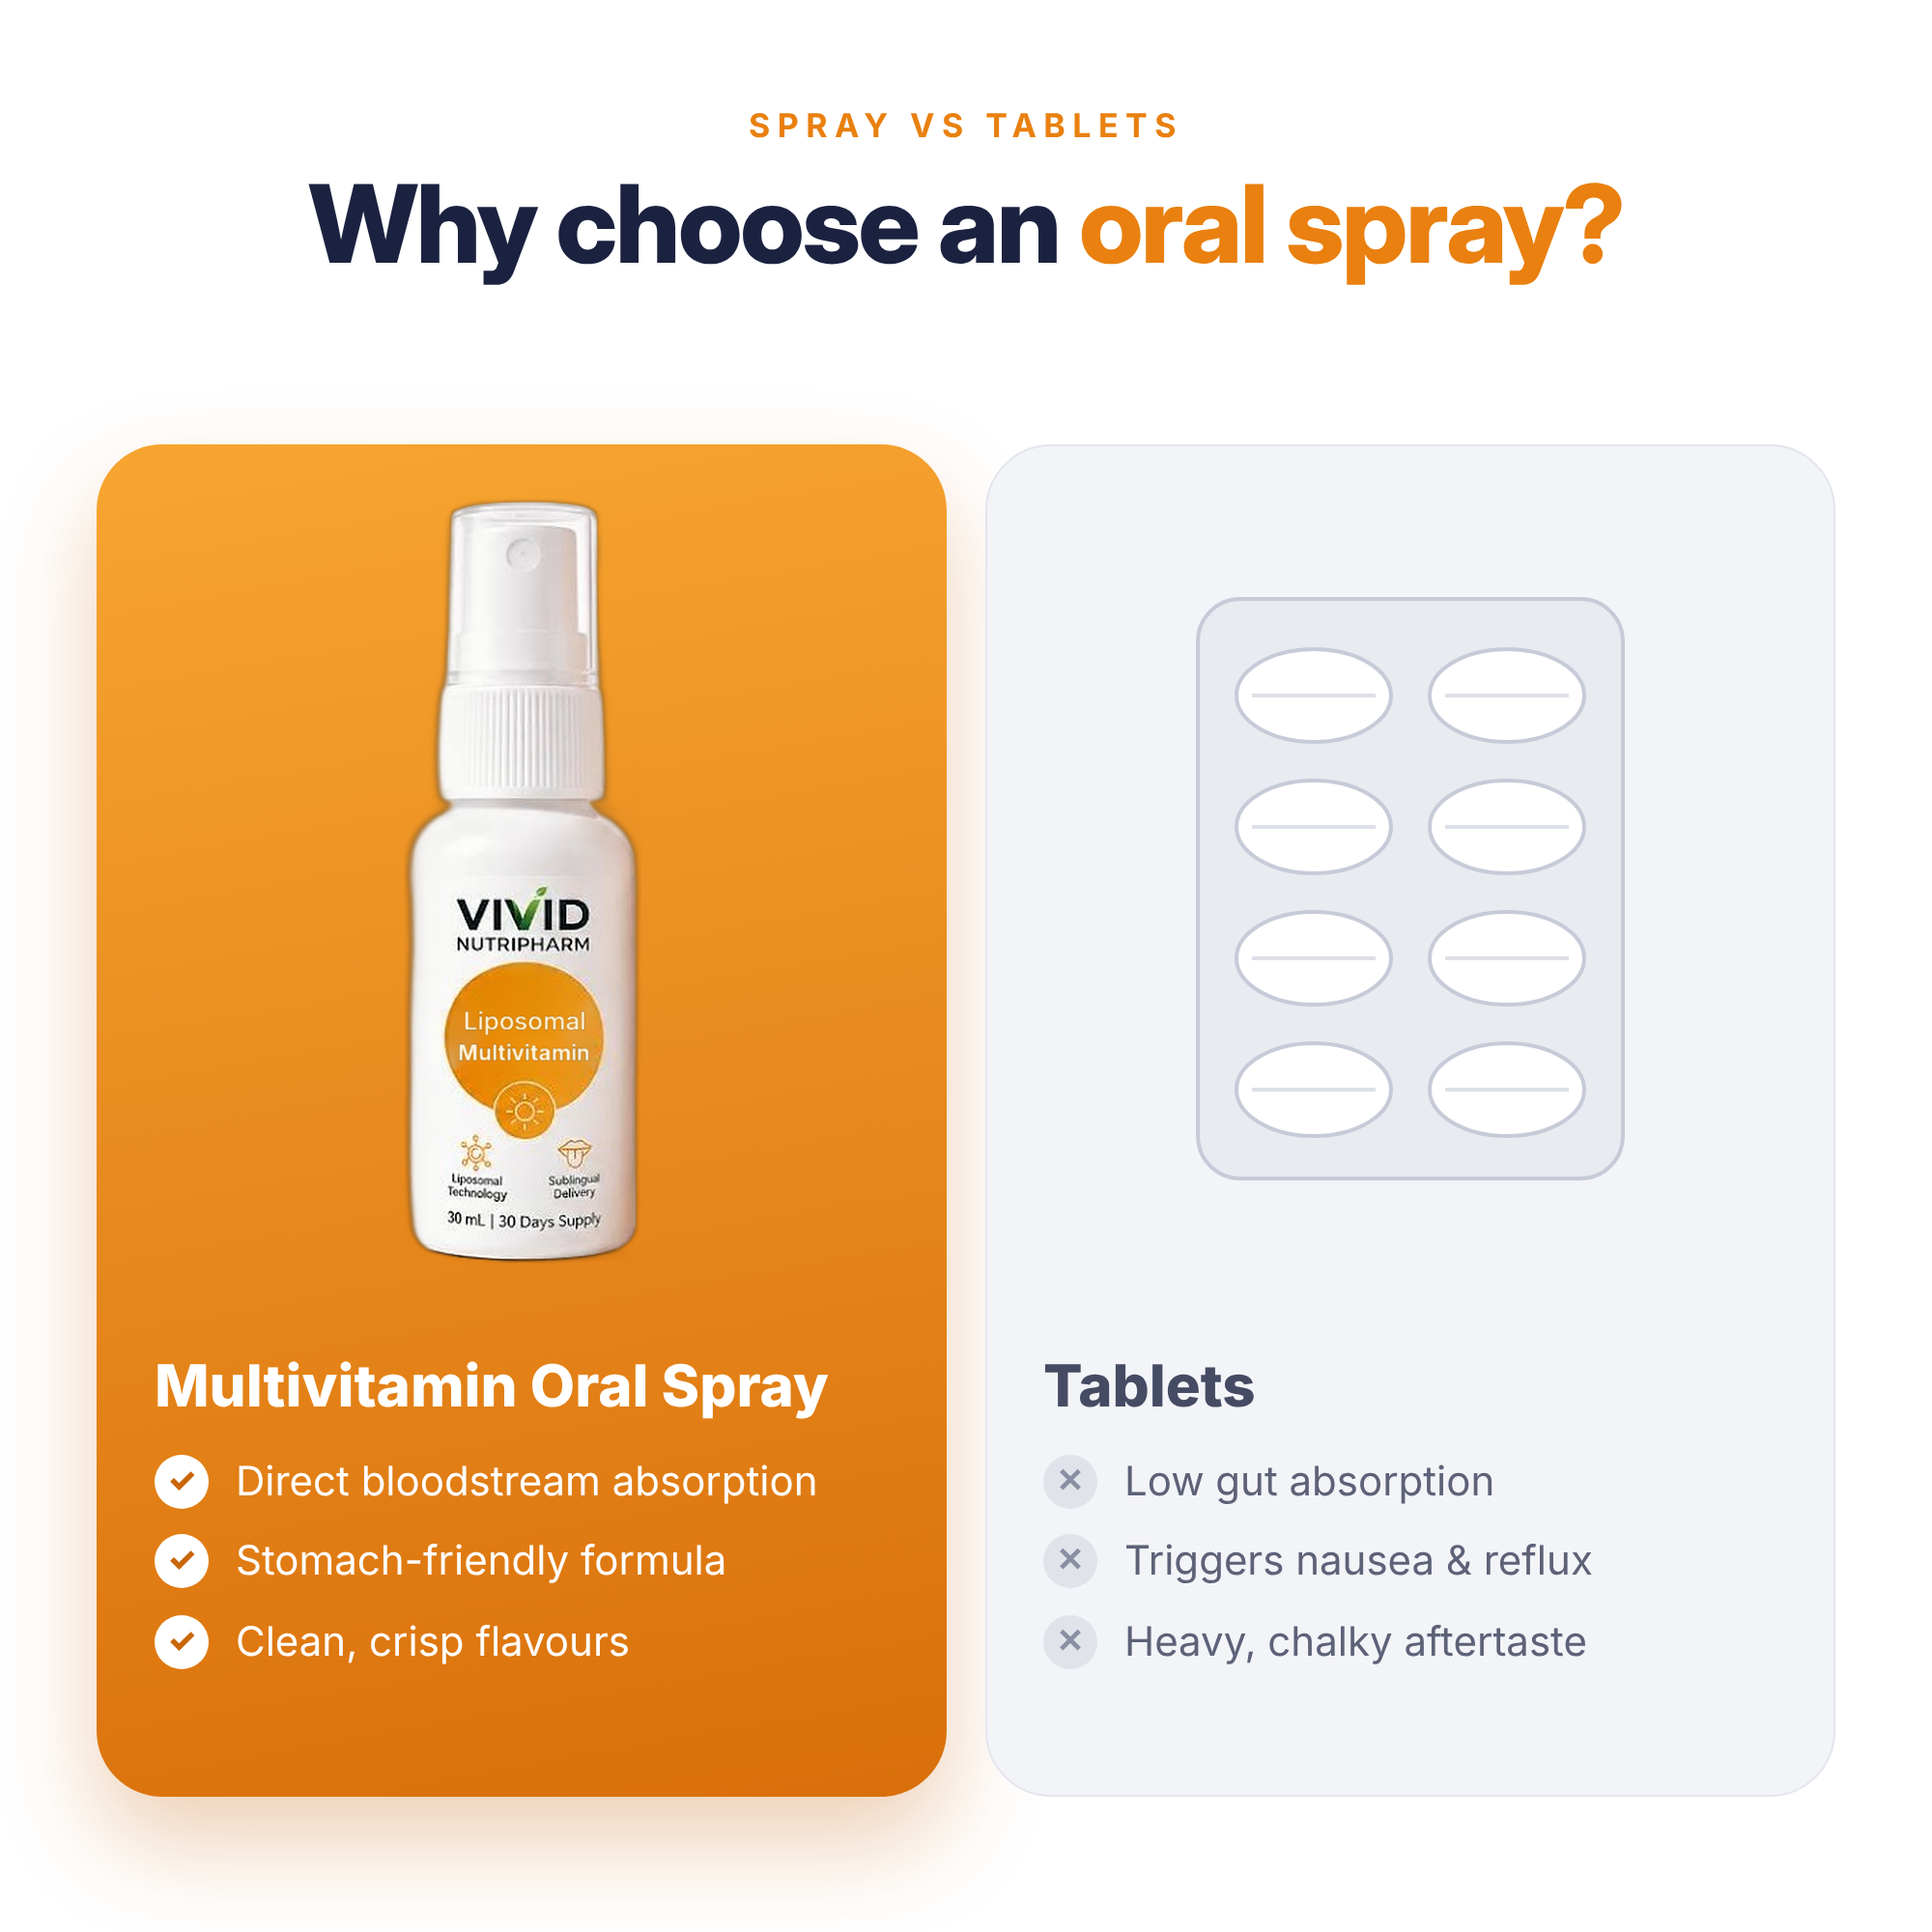 SPRAY VS TABLETS
Why choose an oral spray?
VIVID
NUTRIPHARM
Liposomal
Multivitamin
Liposomal
Technology
Sublingual
Delivery
30 mL | 30 Days Supply
Multivitamin Oral Spray
Direct bloodstream absorption
Stomach-friendly formula
Clean, crisp flavours
Tablets
Low gut absorption
Triggers nausea & reflux
Heavy, chalky aftertaste